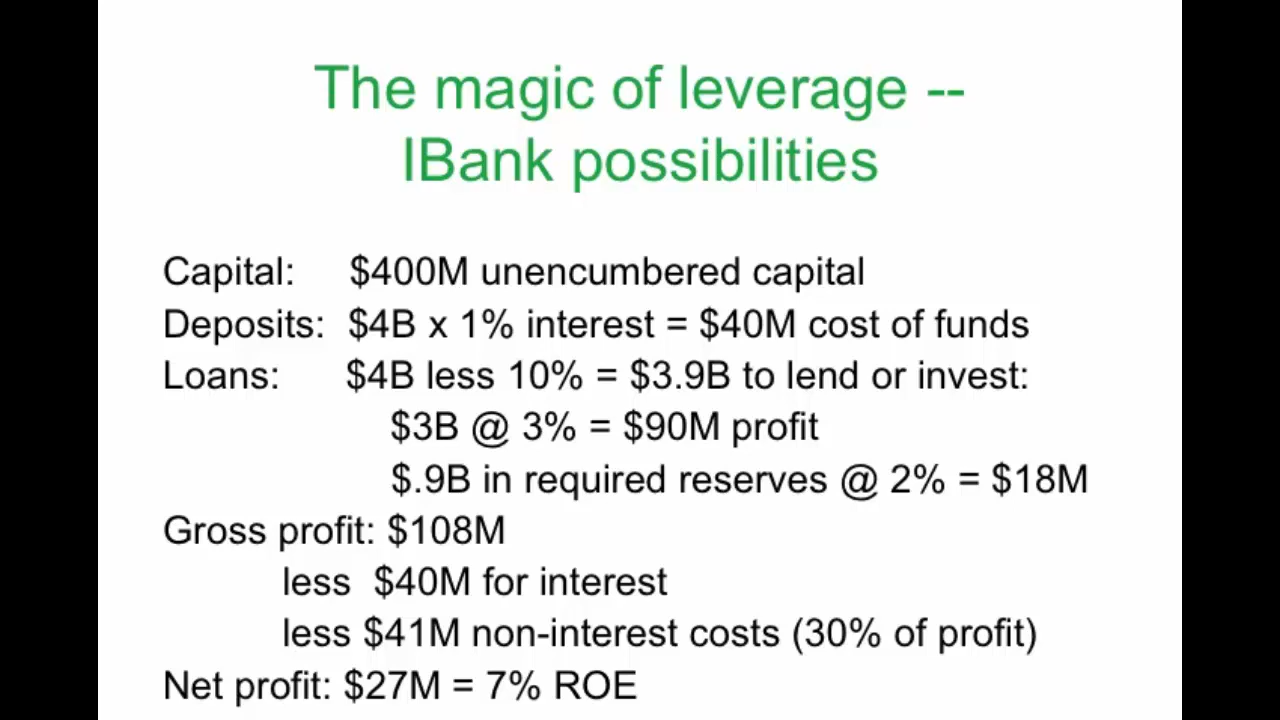 The magic of leverage --
IBank possibilities
Capital: $400M unencumbered capital
Deposits: $4B x 1% interest = $40M cost of funds
Loans: $4B less 10% = $3.9B to lend or invest:
$3B @ 3% = $90M profit
$.9B in required reserves @ 2% = $18M
Gross profit: $108M
less $40M for interest
less $41M non-interest costs (30% of profit)
Net profit: $27M = 7% ROE